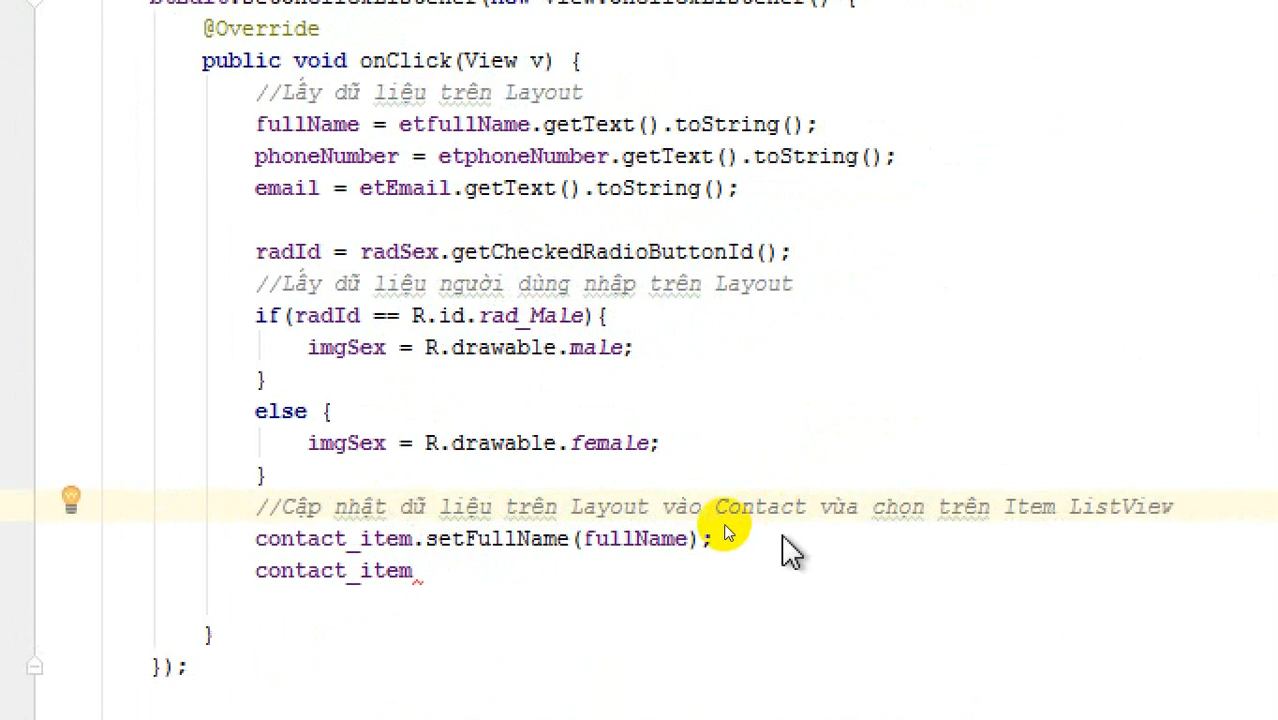 @Override
public void onClick(View v) {
//Lấy dữ liệu trên Layout
fullName = etfullName.getText().toString();
phoneNumber = etphoneNumber.getText().toString();
email = etEmail.getText().toString();
radId = radSex.getCheckedRadioButtonId();
//Lấy dữ liệu người dùng nhập trên Layout
if(radId == R.id.rad_Male){
imgSex = R.drawable.male;
}
else {
imgSex = R.drawable.female;
}
//Cập nhật dữ liệu trên Layout vào Contact vừa chọn trên Item ListView
contact_item.setFullName(fullName);
contact_item
}
});